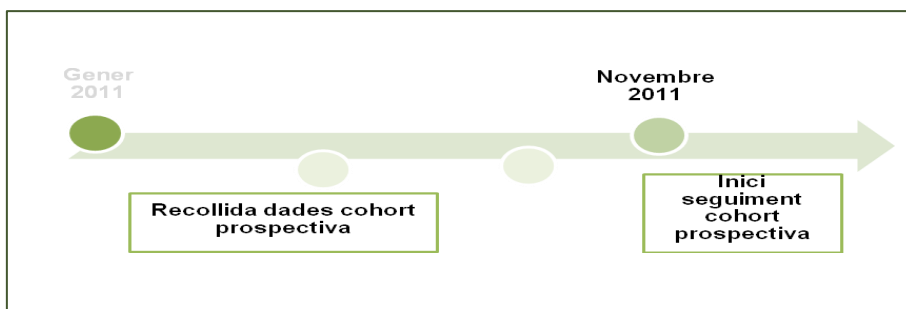 Gener
2011
Novembre
2011
Recollida dades cohort
prospectiva
Inici
seguiment
cohort
prospectiva